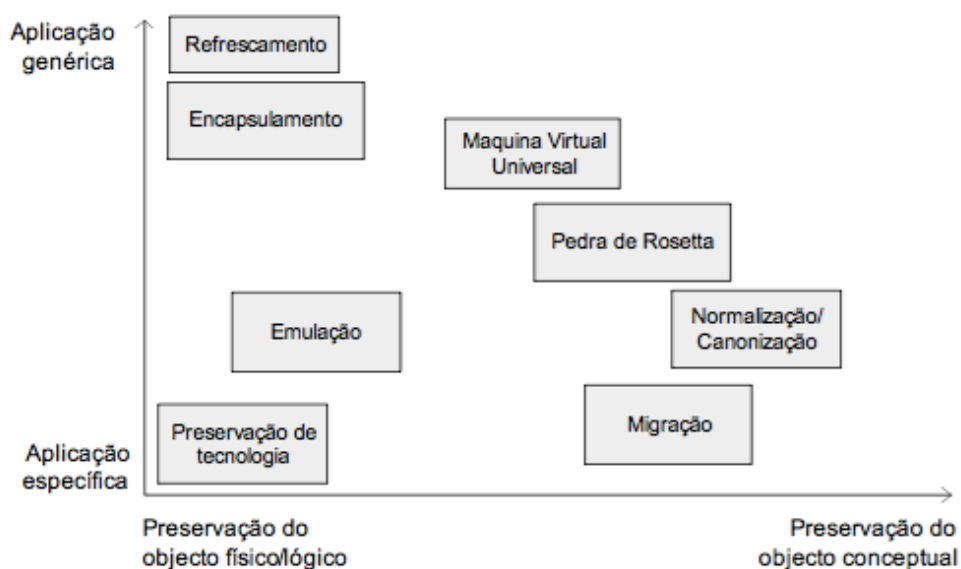 Aplicação
genérica
Refrescamento
Encapsulamento
Maquina Virtual
Universal
Pedra de Rosetta
Emulação
Normalização/
Canonização
Preservação de
tecnologia
Migração
Aplicação
específica
Preservação do
objecto físico/lógico
Preservação do
objecto conceptual